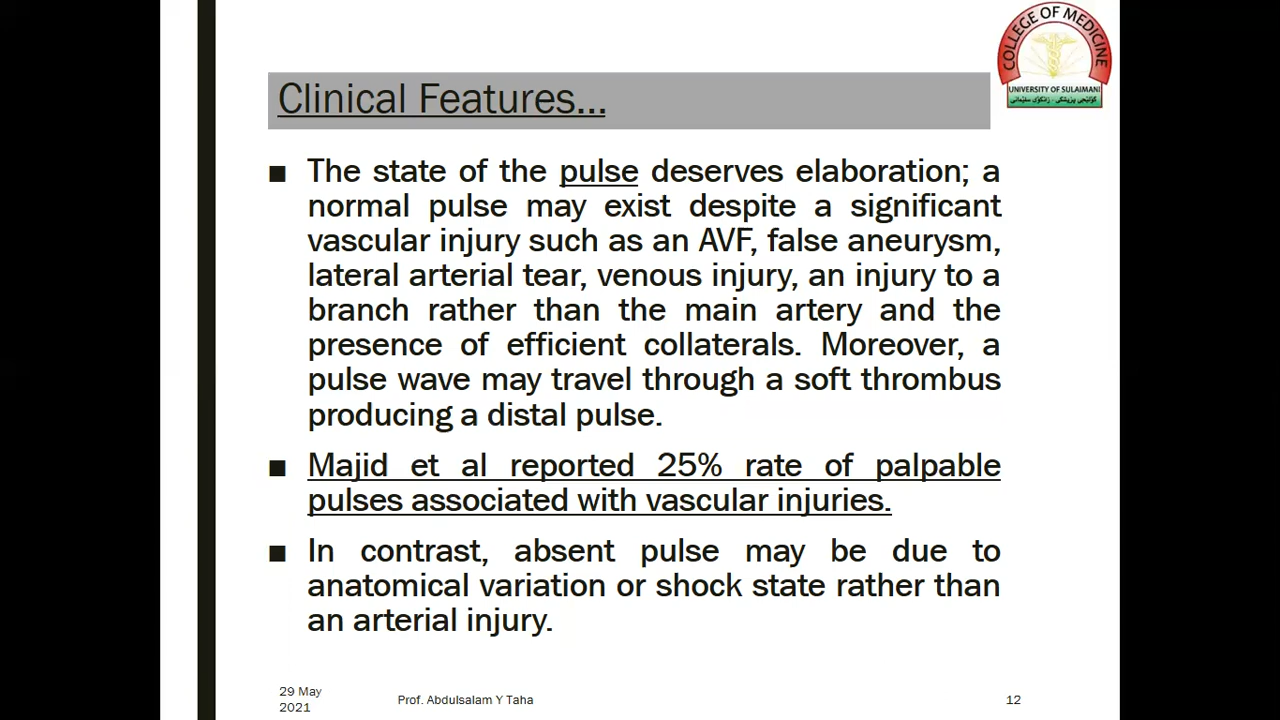 COLLEGE OF MEDICINE
UNIVERSITY OF SULAIMANI
كۆلێجی پزیشكی - زانكۆی سلێمانی
Clinical Features...
■ The state of the pulse deserves elaboration; a
normal pulse may exist despite a significant
vascular injury such as an AVF, false aneurysm,
lateral arterial tear, venous injury, an injury to a
branch rather than the main artery and the
presence of efficient collaterals. Moreover, a
pulse wave may travel through a soft thrombus
producing a distal pulse.
■ Majid et al reported 25% rate of palpable
pulses associated with vascular injuries.
■ In contrast, absent pulse may be due to
anatomical variation or shock state rather than
an arterial injury.
29 May
2021
Prof. Abdulsalam Y Taha
12